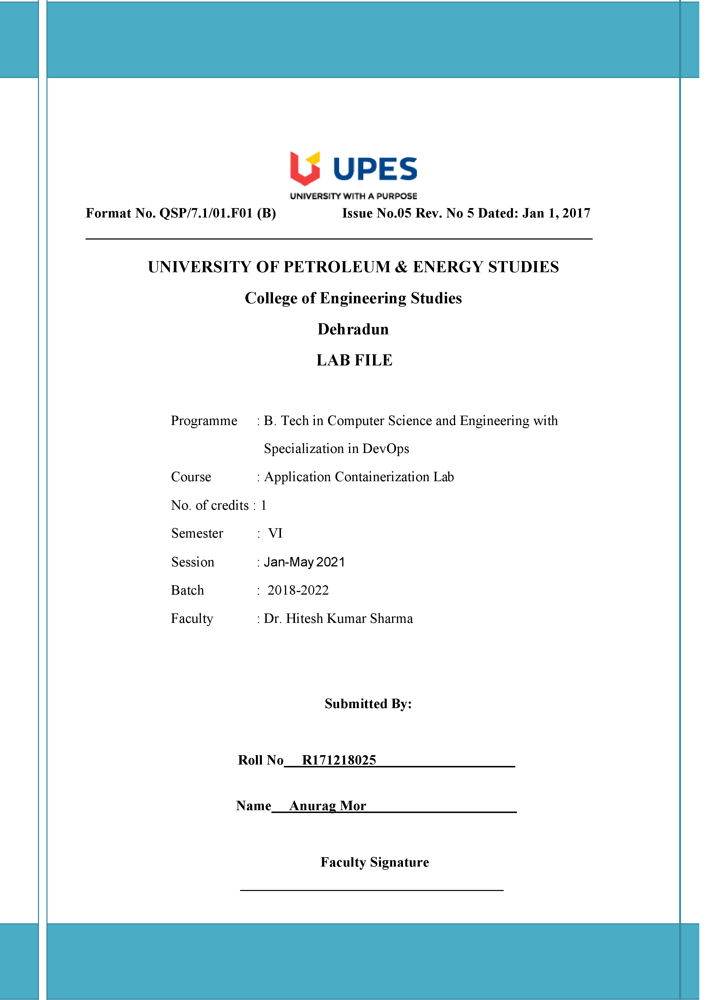 UPES
UNIVERSITY WITH A PURPOSE
Format No. QSP/7.1/01.F01 (B) Issue No.05 Rev. No 5 Dated: Jan 1, 2017
UNIVERSITY OF PETROLEUM & ENERGY STUDIES
College of Engineering Studies
Dehradun
LAB FILE
Programme : B. Tech in Computer Science and Engineering with
Specialization in DevOps
Course : Application Containerization Lab
No. of credits : 1
Semester : VI
Session : Jan-May 2021
Batch : 2018-2022
Faculty : Dr. Hitesh Kumar Sharma
Submitted By:
Roll No R171218025
Name Anurag Mor
Faculty Signature